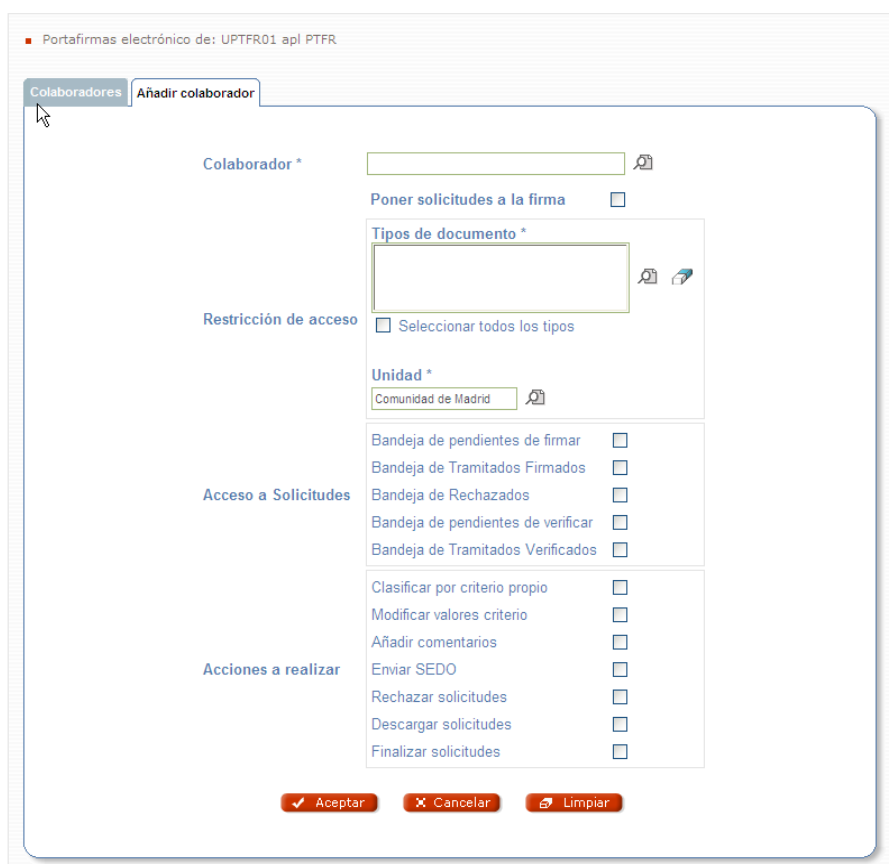 Portafirmas electrónico de: UPTFR01 apl PTFR
Colaboradores
Añadir colaborador
Colaborador *
Poner solicitudes a la firma
Tipos de documento *
Restricción de acceso
Seleccionar todos los tipos
Unidad *
Comunidad de Madrid
Bandeja de pendientes de firmar
Bandeja de Tramitados Firmados
Acceso a Solicitudes
Bandeja de Rechazados
Bandeja de pendientes de verificar
Bandeja de Tramitados Verificados
Clasificar por criterio propio
Modificar valores criterio
Añadir comentarios
Acciones a realizar
Enviar SEDO
Rechazar solicitudes
Descargar solicitudes
Finalizar solicitudes
Aceptar
Cancelar
Limpiar